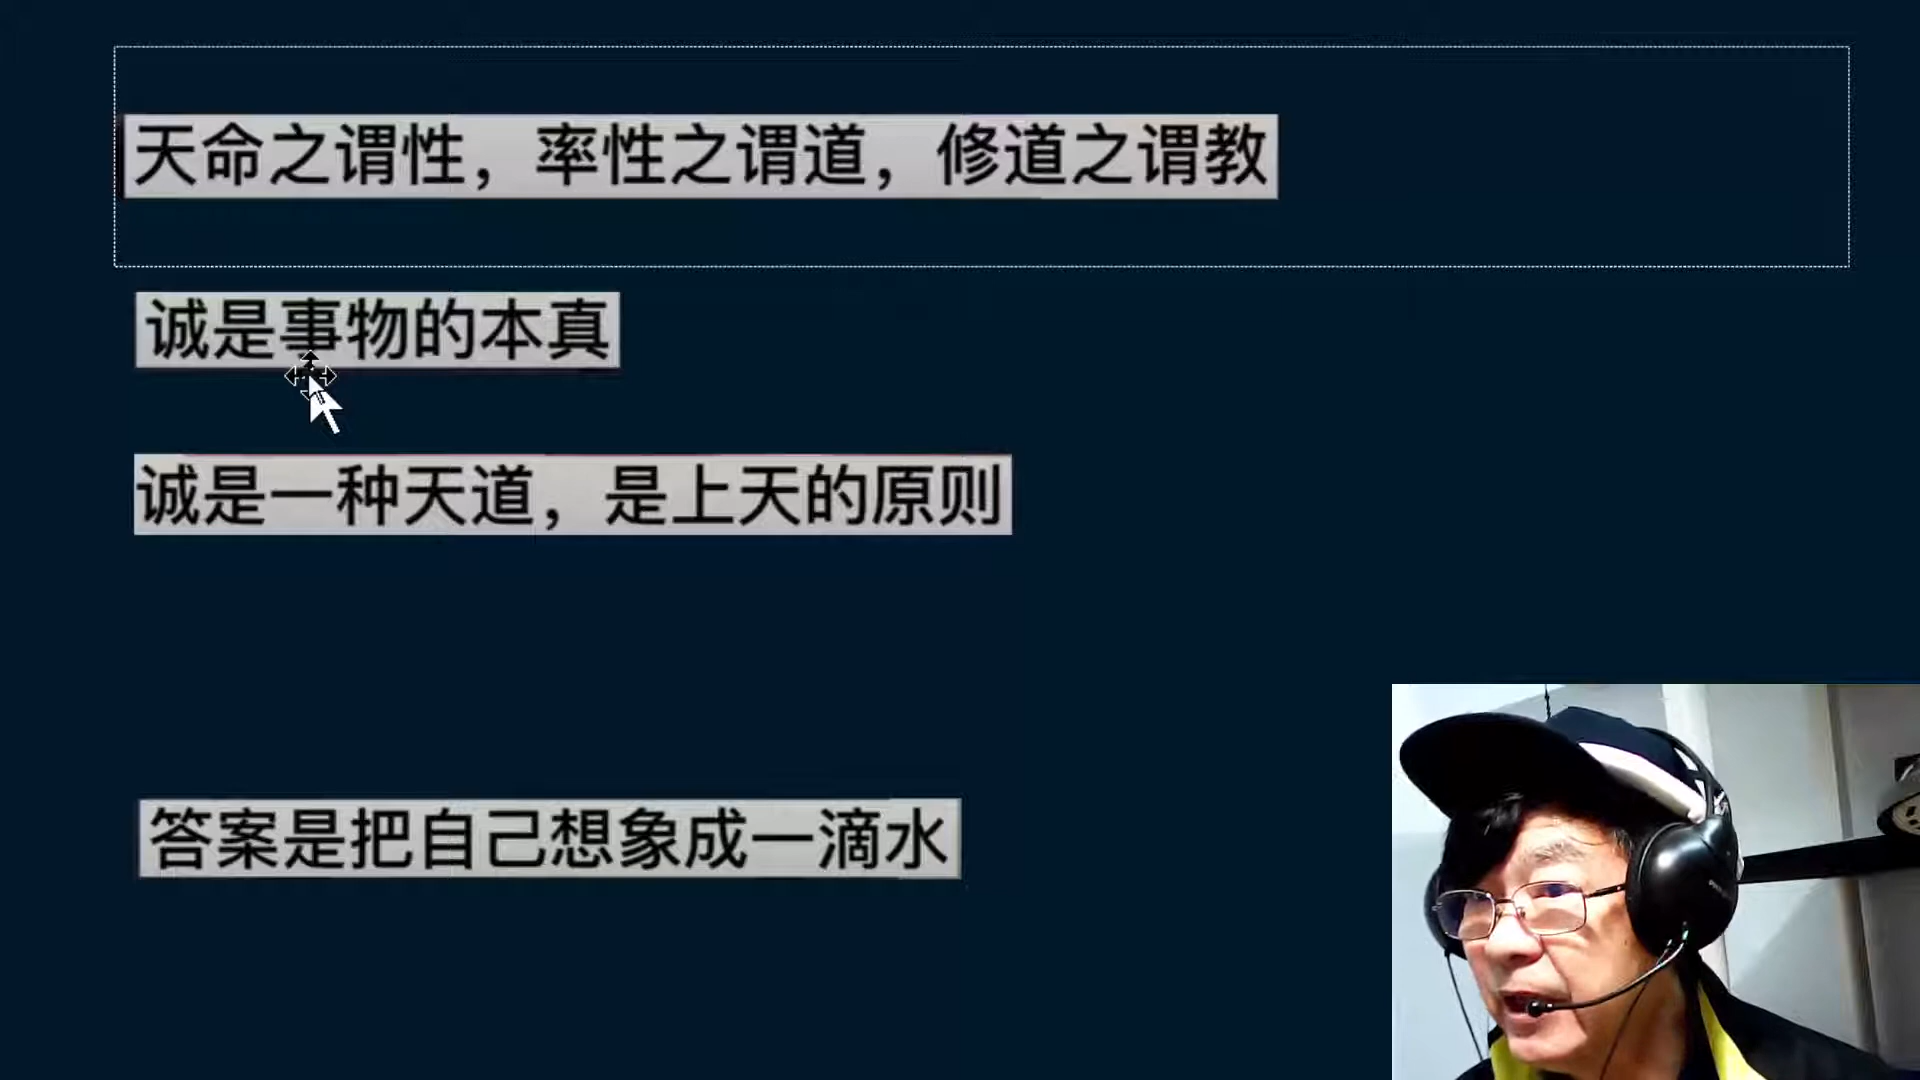 天命之谓性，率性之谓道，修道之谓教
诚是事物的本真
诚是一种天道，是上天的原则
答案是把自己想象成一滴水